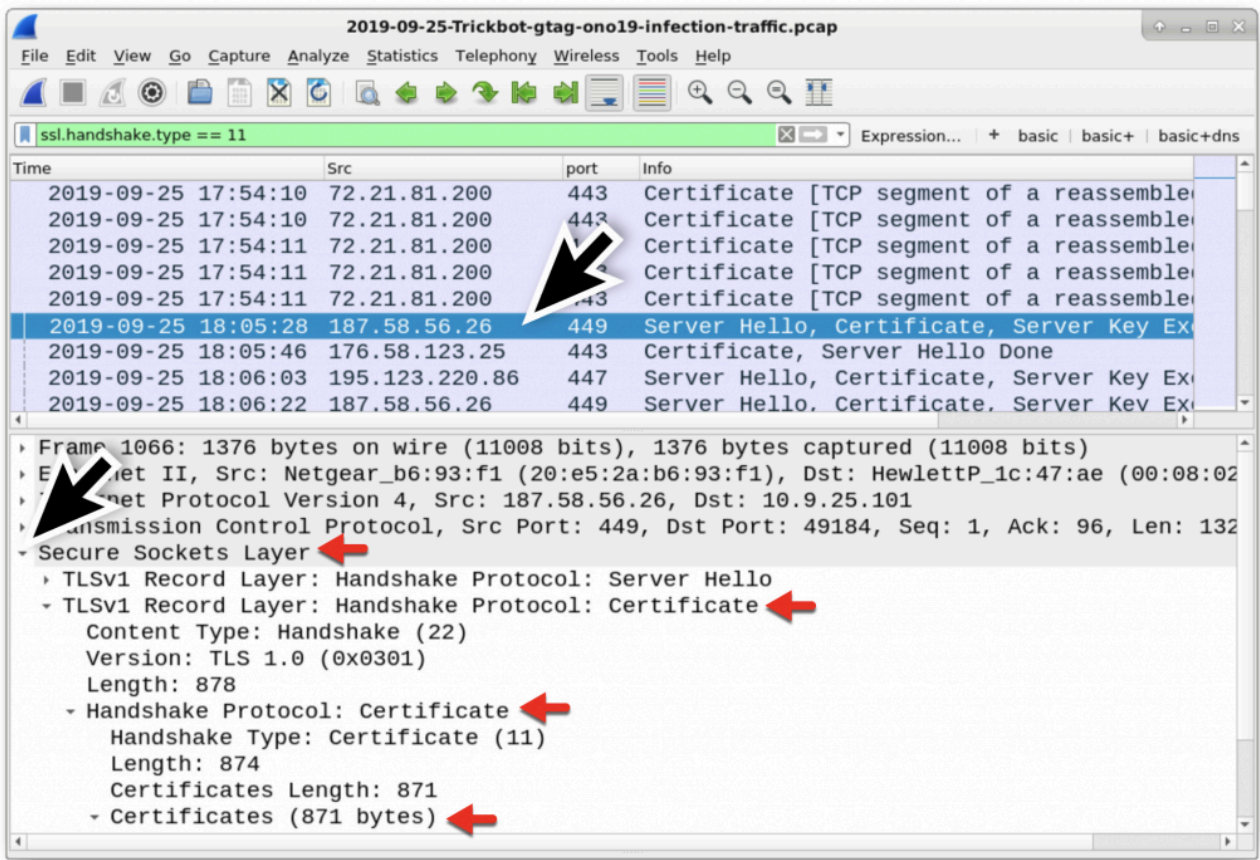 2019-09-25-Trickbot-gtag-ono19-infection-traffic.pcap
File Edit View Go Capture Analyze Statistics Telephony Wireless Tools Help
ssl.handshake.type == 11 Expression... + basic basic+ basic+dns
Time Src port Info
2019-09-25 17:54:10 72.21.81.200 443 Certificate [TCP segment of a reassemble
2019-09-25 17:54:10 72.21.81.200 443 Certificate [TCP segment of a reassemble
2019-09-25 17:54:11 72.21.81.200 Certificate [TCP segment of a reassemble
2019-09-25 17:54:11 72.21.81.200 Certificate [TCP segment of a reassemble
2019-09-25 17:54:11 72.21.81.200 Certificate [TCP segment of a reassemble
2019-09-25 18:05:28 187.58.56.26 449 Server Hello, Certificate, Server Key Ex
2019-09-25 18:05:46 176.58.123.25 443 Certificate, Server Hello Done
2019-09-25 18:06:03 195.123.220.86 447 Server Hello, Certificate, Server Key Ex
2019-09-25 18:06:22 187.58.56.26 449 Server Hello, Certificate, Server Key Ex
Frame 1066: 1376 bytes on wire (11008 bits), 1376 bytes captured (11008 bits)
II, Src: Netgear_b6:93:f1 (20:e5:2a:b6:93:f1), Dst: HewlettP_1c:47:ae (00:08:02
Protocol Version 4, Src: 187.58.56.26, Dst: 10.9.25.101
Control Protocol, Src Port: 449, Dst Port: 49184, Seq: 1, Ack: 96, Len: 132
Secure Sockets Layer
TLSv1 Record Layer: Handshake Protocol: Server Hello
TLSv1 Record Layer: Handshake Protocol: Certificate
Content Type: Handshake (22)
Version: TLS 1.0 (0x0301)
Length: 878
Handshake Protocol: Certificate
Handshake Type: Certificate (11)
Length: 874
Certificates Length: 871
Certificates (871 bytes)